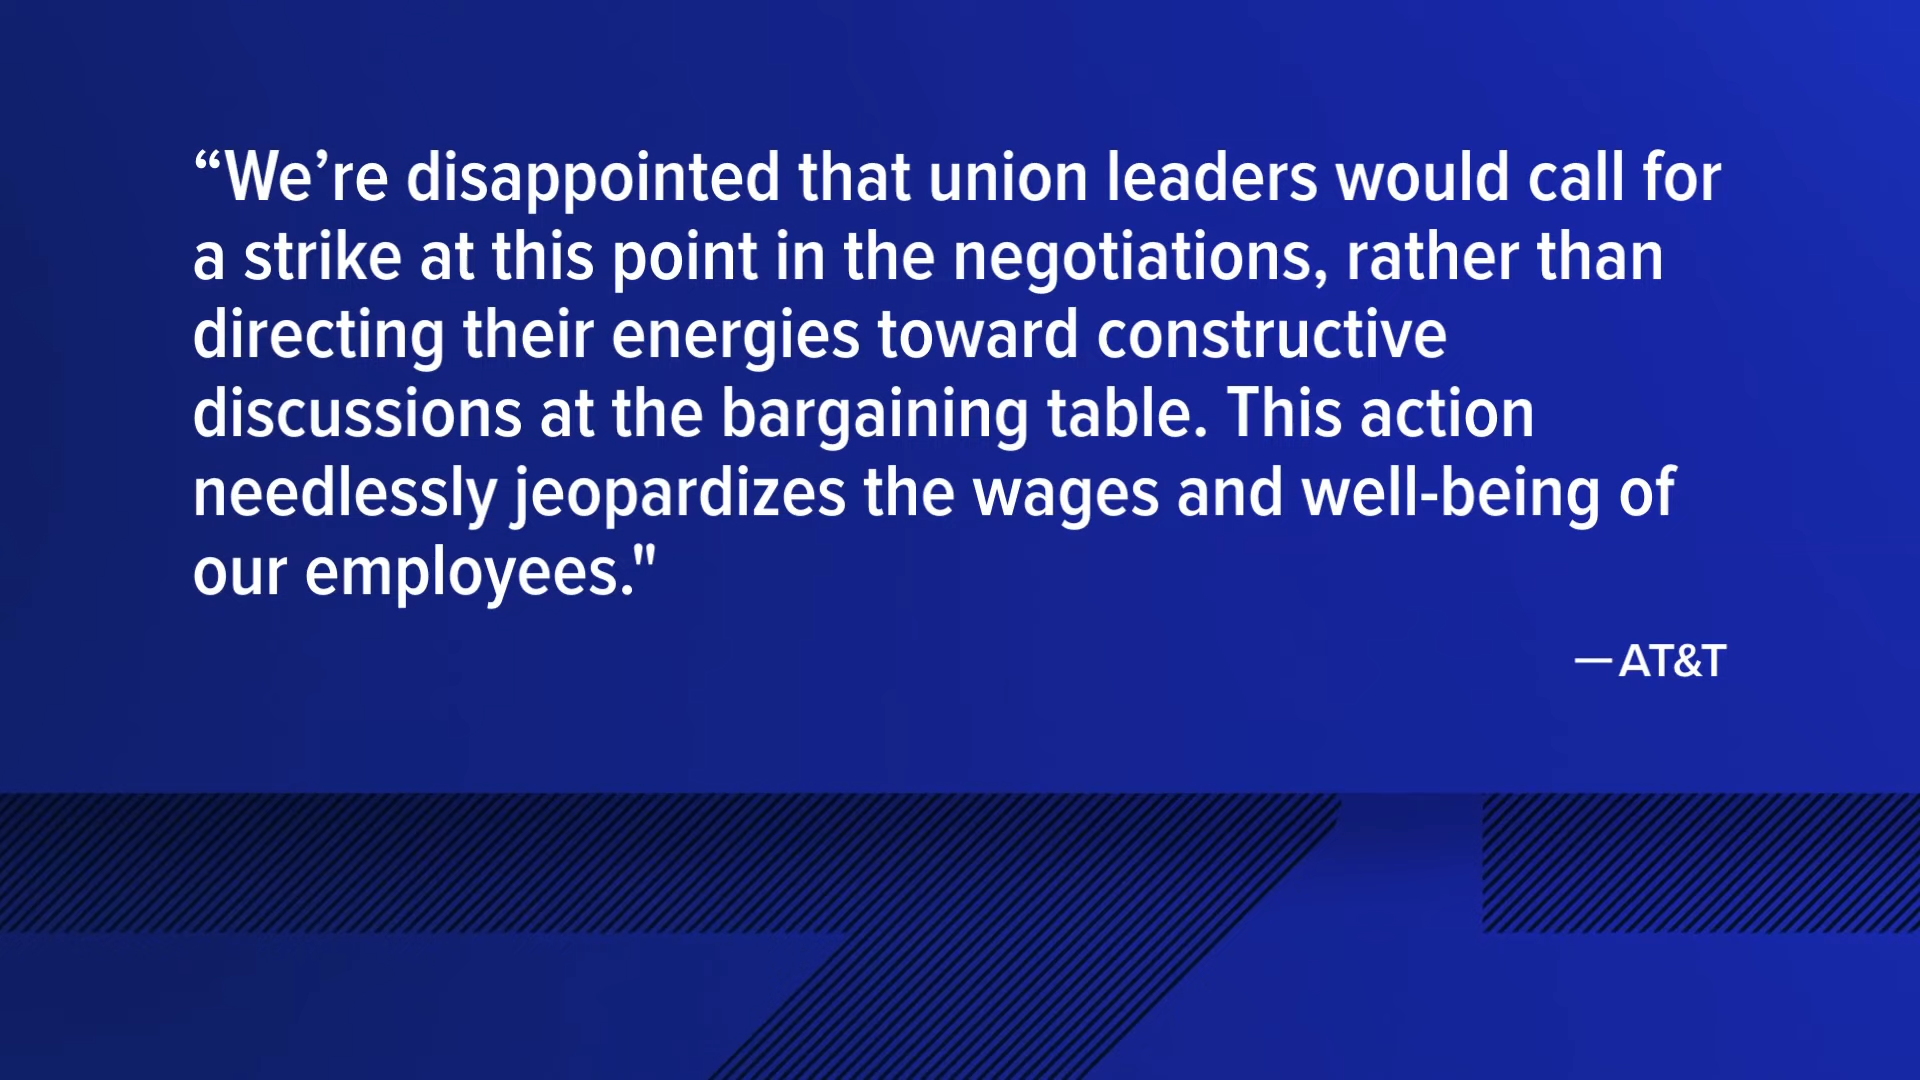 “We’re disappointed that union leaders would call for
a strike at this point in the negotiations, rather than
directing their energies toward constructive
discussions at the bargaining table. This action
needlessly jeopardizes the wages and well-being of
our employees."
— AT&T